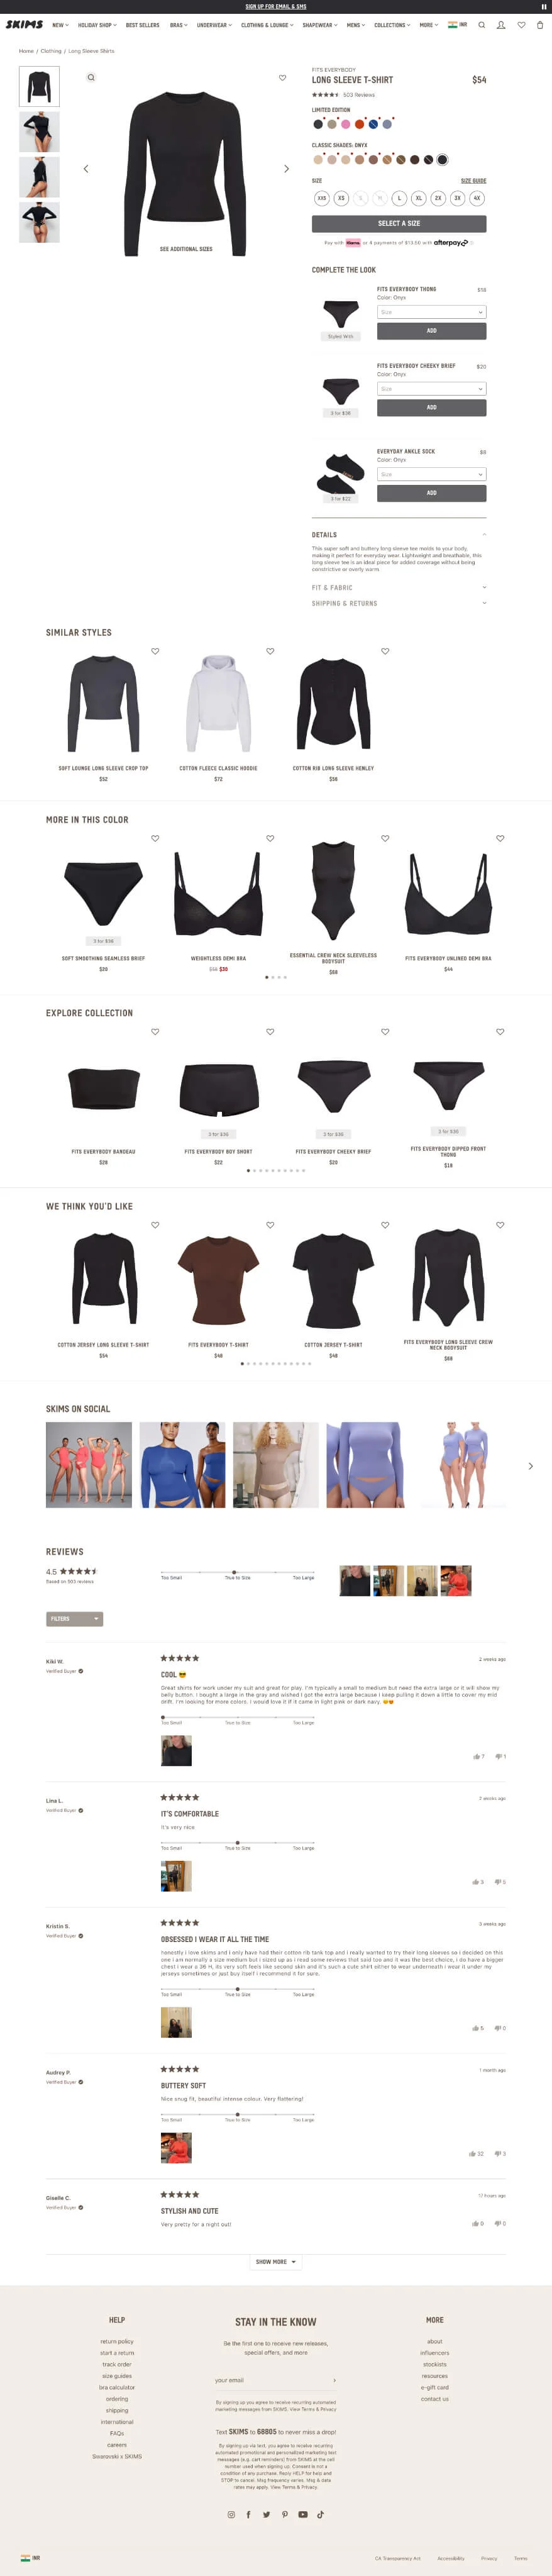 SIGN UP FOR EMAIL & SMS
SKIMS
NEW
HOLIDAY SHOP
BEST SELLERS
BRAS
UNDERWEAR
CLOTHING & LOUNGE
SHAPEWEAR
MENS
COLLECTIONS
MORE
INR
Home / Clothing / Long Sleeve Shirts
SEE ADDITIONAL SIZES
FITS EVERYBODY
LONG SLEEVE T-SHIRT $54
503 Reviews
LIMITED EDITION
CLASSIC SHADES: ONYX
SIZE SIZE GUIDE
XXS XS S M L XL 2X 3X 4X
SELECT A SIZE
Pay with Klarna. or 4 payments of $13.50 with afterpay
COMPLETE THE LOOK
FITS EVERYBODY THONG $18
Color: Onyx
Size
Styled With
ADD
FITS EVERYBODY CHEEKY BRIEF $20
Color: Onyx
Size
3 for $36
ADD
EVERYDAY ANKLE SOCK $8
Color: Onyx
Size
3 for $22
ADD
DETAILS
This super soft and buttery long sleeve tee molds to your body,
making it perfect for everyday wear. Lightweight and breathable, this
long sleeve tee is an ideal piece for added coverage without being
constrictive or overly warm.
FIT & FABRIC
SHIPPING & RETURNS
SIMILAR STYLES
SOFT LOUNGE LONG SLEEVE CROP TOP
$52
COTTON FLEECE CLASSIC HOODIE
$72
COTTON RIB LONG SLEEVE HENLEY
$56
MORE IN THIS COLOR
3 for $36
SOFT SMOOTHING SEAMLESS BRIEF
$20
WEIGHTLESS DEMI BRA
$30
ESSENTIAL CREW NECK SLEEVELESS
BODYSUIT
$68
FITS EVERYBODY UNLINED DEMI BRA
$44
EXPLORE COLLECTION
FITS EVERYBODY BANDEAU
$28
3 for $36
FITS EVERYBODY BOY SHORT
$22
3 for $36
FITS EVERYBODY CHEEKY BRIEF
$20
3 for $36
FITS EVERYBODY DIPPED FRONT
THONG
$18
WE THINK YOU'D LIKE
COTTON JERSEY LONG SLEEVE T-SHIRT
$54
FITS EVERYBODY T-SHIRT
$48
COTTON JERSEY T-SHIRT
$48
FITS EVERYBODY LONG SLEEVE CREW
NECK BODYSUIT
$68
SKIMS ON SOCIAL
REVIEWS
4.5
Based on 503 reviews
Too Small True to Size Too Large
FILTERS
Kiki W.
Verified Buyer
2 weeks ago
COOL 😎
Great shirts for work under my suit and great for play. I'm typically a small to medium but need the extra large or it will show my
belly button. I bought a large in the gray and wished I got the extra large because I keep pulling it down a little to cover my mid
drift. I'm looking for more colors. I would love it if it came in light pink or dark navy.
Too Small True to Size Too Large
7 1
Lina L.
Verified Buyer
2 weeks ago
IT'S COMFORTABLE
It's very nice
Too Small True to Size Too Large
3 5
Kristin S.
Verified Buyer
3 weeks ago
OBSESSED I WEAR IT ALL THE TIME
honestly i love skims and i only have had their cotton rib tank top and i really wanted to try their long sleeves so i decided on this
one i am normally a size medium but i sized up as i read some reviews that said too and it was the best choice, i do have a bigger
chest i wear a 36 H, its very soft feels like second skin and it's such a cute shirt either to wear underneath i wear it under my
jerseys sometimes or just buy itself i recommend it for sure.
Too Small True to Size Too Large
5 0
Audrey P.
Verified Buyer
1 month ago
BUTTERY SOFT
Nice snug fit, beautiful intense colour. Very flattering!
Too Small True to Size Too Large
32 3
Giselle C.
Verified Buyer
17 hours ago
STYLISH AND CUTE
Very pretty for a night out!
0 0
SHOW MORE
HELP
return policy
start a return
track order
size guides
bra calculator
ordering
shipping
international
FAQs
careers
Swarovski x SKIMS
STAY IN THE KNOW
Be the first one to receive new releases,
special offers, and more
your email
By signing up you agree to receive recurring automated
marketing messages from SKIMS. View Terms & Privacy
Text SKIMS to 68805 to never miss a drop!
By signing up via text, you agree to receive recurring
automated promotional and personalized marketing text
messages (e.g. cart reminders) from SKIMS at the cell
number used when signing up. Consent is not a
condition of any purchase. Reply HELP for help and
STOP to cancel. Msg frequency varies. Msg & data
rates may apply. View Terms & Privacy.
MORE
about
influencers
stockists
resources
e-gift card
contact us
INR
CA Transparency Act
Accessibility
Privacy
Terms